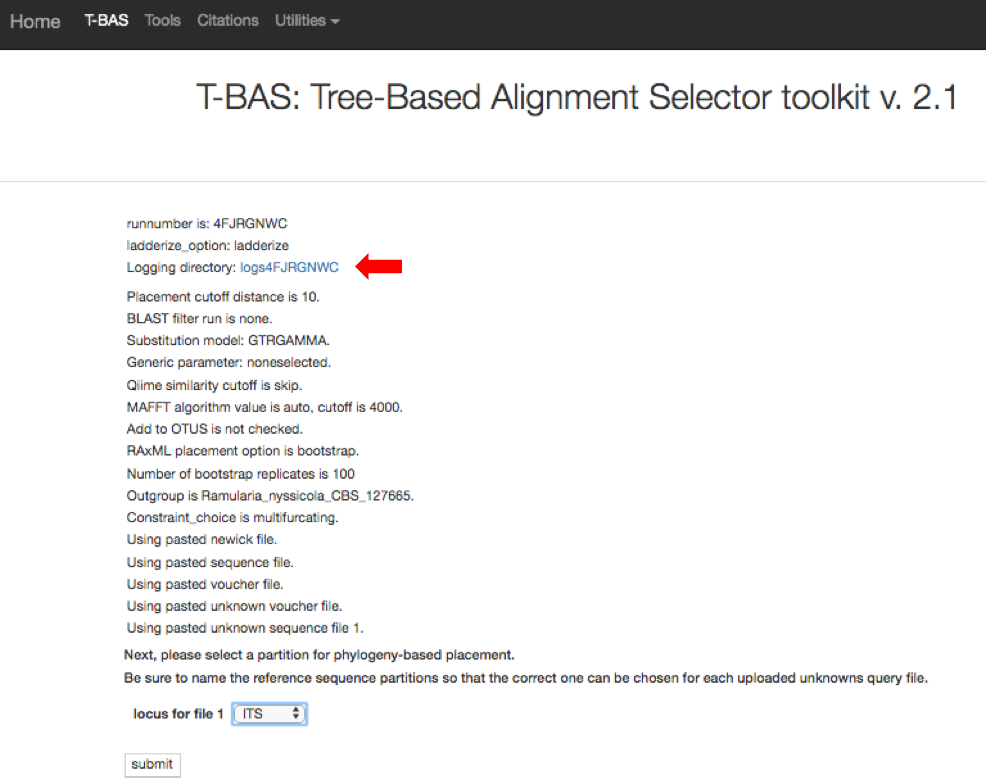 Home T-BAS Tools Citations Utilities
T-BAS: Tree-Based Alignment Selector toolkit v. 2.1
runnumber is: 4FJRGNWC
ladderize_option: ladderize
Logging directory: logs4FJRGNWC
Placement cutoff distance is 10.
BLAST filter run is none.
Substitution model: GTRGAMMA.
Generic parameter: noneselected.
Qiime similarity cutoff is skip.
MAFFT algorithm value is auto, cutoff is 4000.
Add to OTUS is not checked.
RAxML placement option is bootstrap.
Number of bootstrap replicates is 100
Outgroup is Ramularia_nyssicola_CBS_127665.
Constraint_choice is multifurcating.
Using pasted newick file.
Using pasted sequence file.
Using pasted voucher file.
Using pasted unknown voucher file.
Using pasted unknown sequence file 1.
Next, please select a partition for phylogeny-based placement.
Be sure to name the reference sequence partitions so that the correct one can be chosen for each uploaded unknowns query file.
locus for file 1 ITS
submit